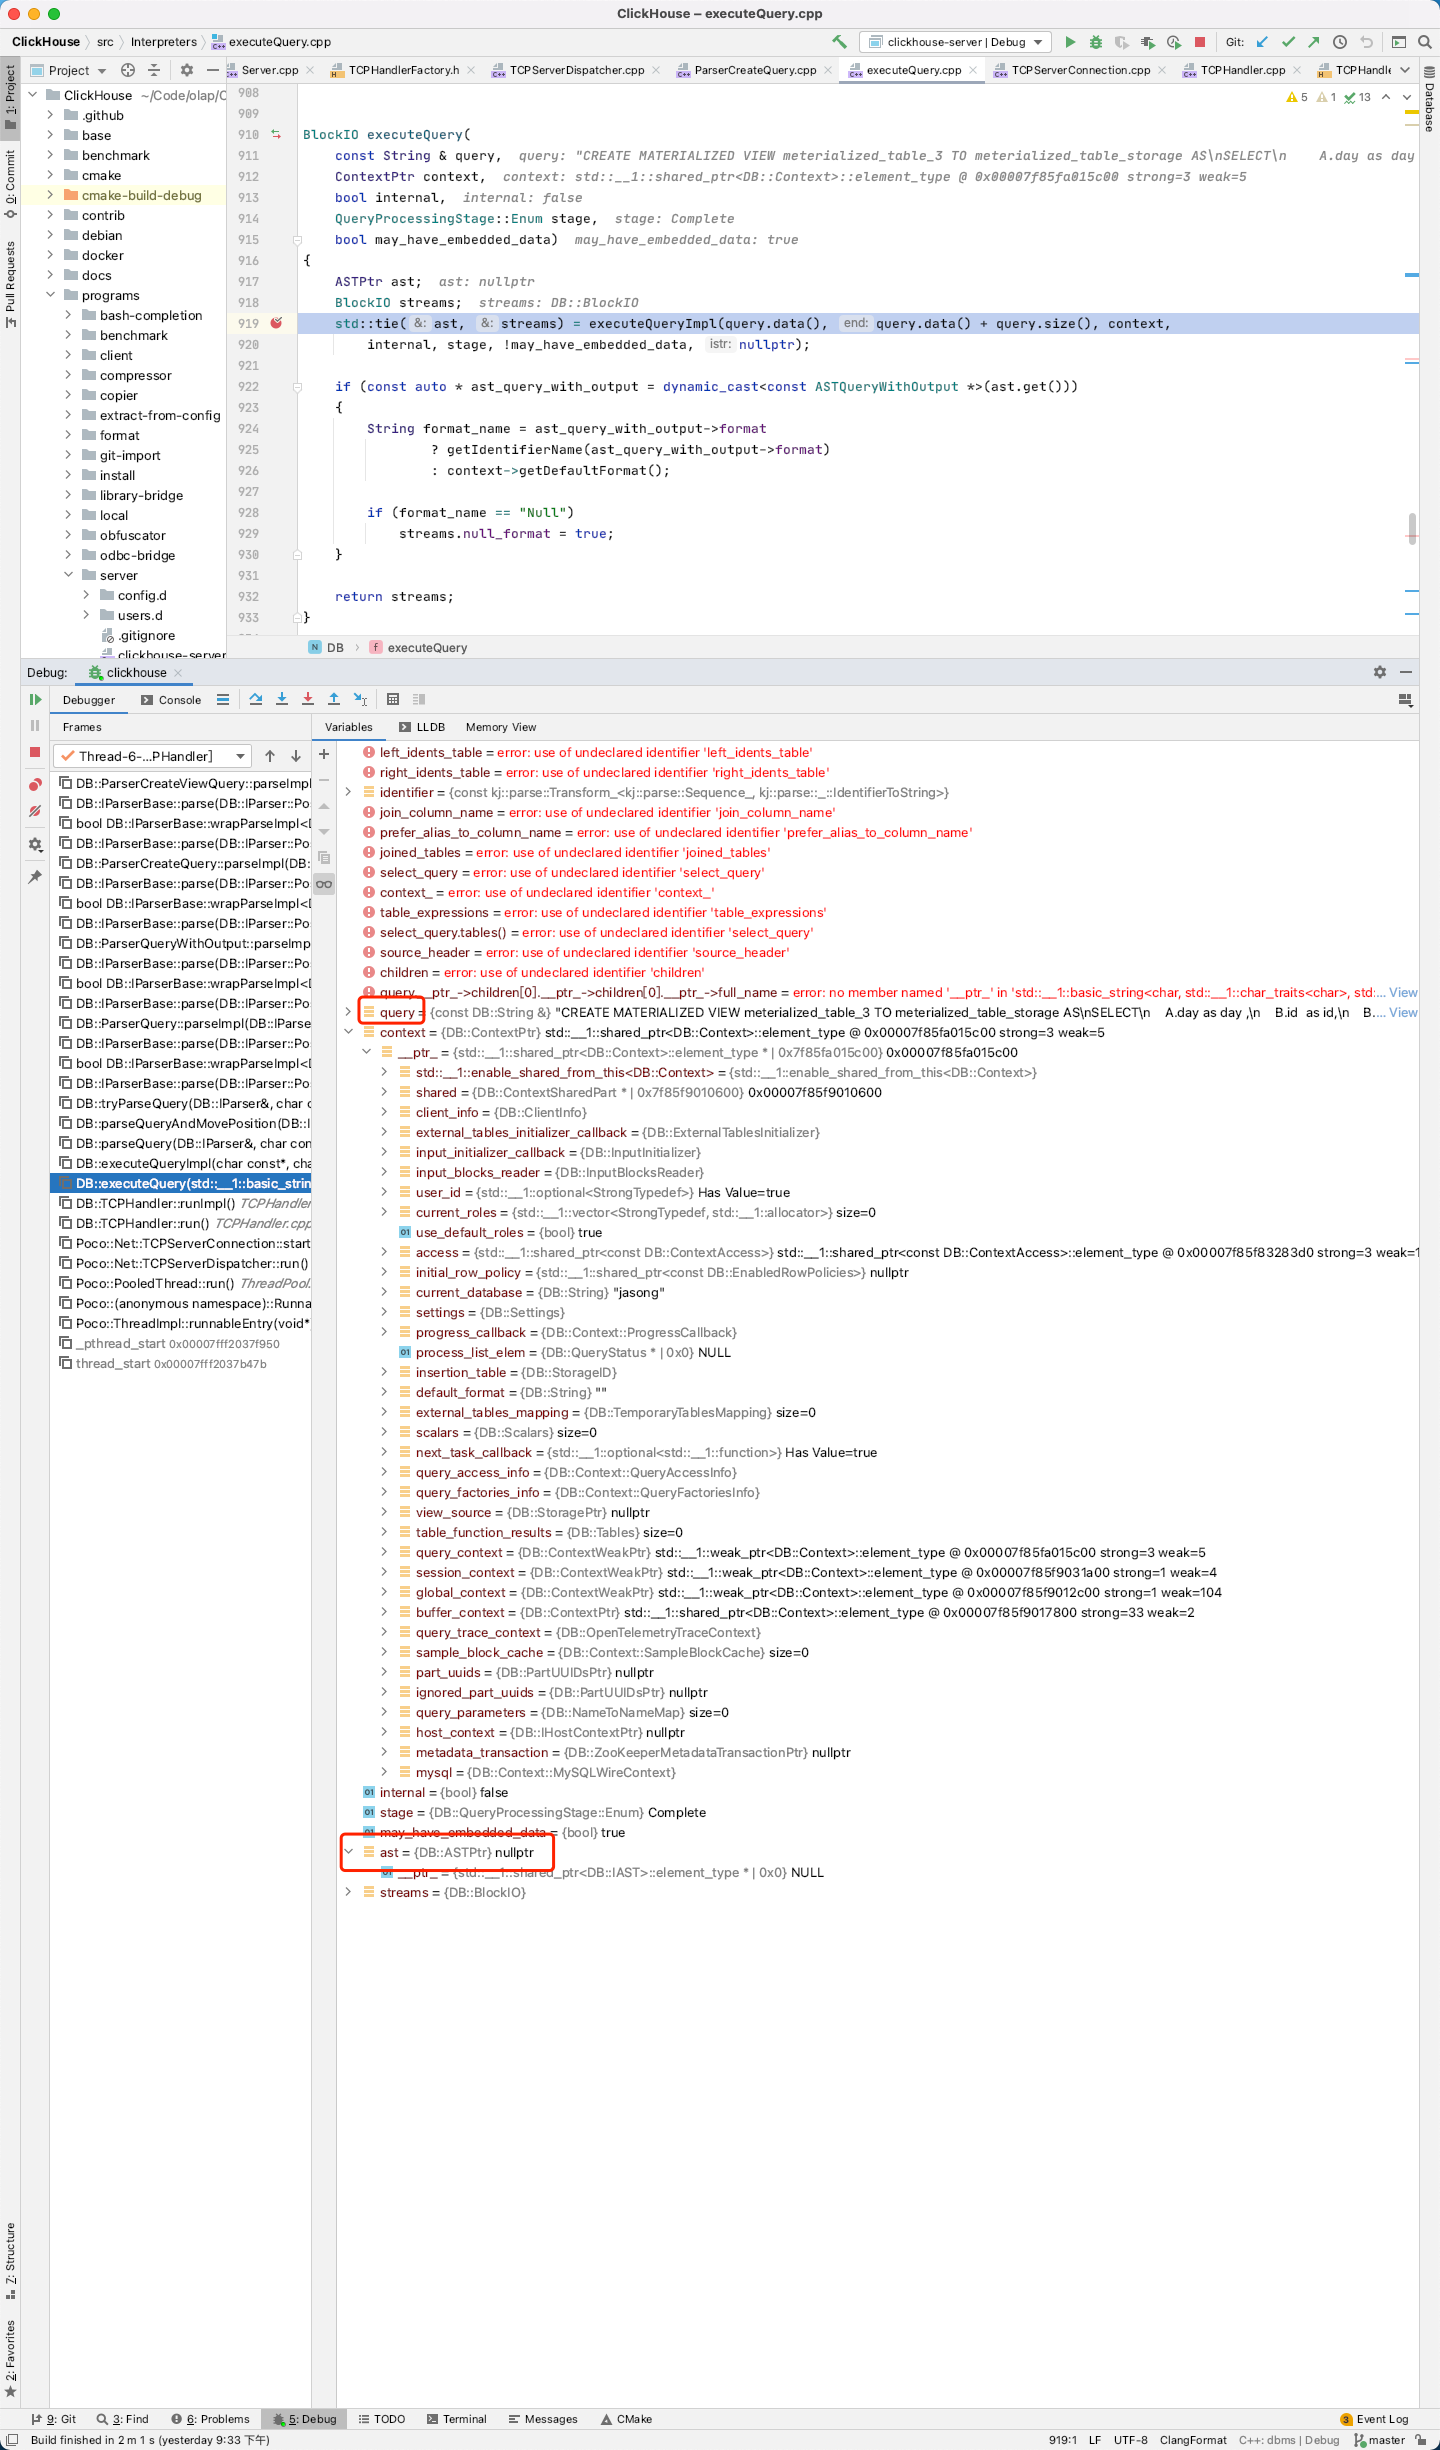 ClickHouse – executeQuery.cpp
ClickHouse src Interpreters executeQuery.cpp
clickhouse-server | Debug Git:
Project
Server.cpp TCPHandlerFactory.h TCPServerDispatcher.cpp ParserCreateQuery.cpp executeQuery.cpp TCPServerConnection.cpp TCPHandler.cpp TCPHandle
1: Project
0: Commit
Pull Requests
Database
ClickHouse ~/Code/olap/C
.github
base
benchmark
cmake
cmake-build-debug
contrib
debian
docker
docs
programs
bash-completion
benchmark
client
compressor
copier
extract-from-config
format
git-import
install
library-bridge
local
obfuscator
odbc-bridge
server
config.d
users.d
.gitignore
clickhouse-server
5 1 13
908
909
910 BlockIO executeQuery(
911 const String & query, query: "CREATE MATERIALIZED VIEW meterialized_table_3 TO meterialized_table_storage AS\nSELECT\n    A.day as day
912 ContextPtr context, context: std::__1::shared_ptr<DB::Context>::element_type @ 0x00007f85fa015c00 strong=3 weak=5
913 bool internal, internal: false
914 QueryProcessingStage::Enum stage, stage: Complete
915 bool may_have_embedded_data) may_have_embedded_data: true
916 {
917 ASTPtr ast; ast: nullptr
918 BlockIO streams; streams: DB::BlockIO
919 std::tie( &: ast, &: streams) = executeQueryImpl(query.data(), end: query.data() + query.size(), context,
920 internal, stage, !may_have_embedded_data, istr: nullptr);
921
922 if (const auto * ast_query_with_output = dynamic_cast<const ASTQueryWithOutput *>(ast.get()))
923 {
924 String format_name = ast_query_with_output->format
925 ? getIdentifierName(ast_query_with_output->format)
926 : context->getDefaultFormat();
927
928 if (format_name == "Null")
929 streams.null_format = true;
930 }
931
932 return streams;
933 }
DB executeQuery
Debug: clickhouse
Debugger Console
Frames Variables LLDB Memory View
Thread-6-...PHandler]
DB::ParserCreateViewQuery::parseImpl
DB::IParserBase::parse(DB::IParser::Po
bool DB::IParserBase::wrapParseImpl<D
DB::IParserBase::parse(DB::IParser::Po
DB::ParserCreateQuery::parseImpl(DB:
DB::IParserBase::parse(DB::IParser::Po
bool DB::IParserBase::wrapParseImpl<D
DB::IParserBase::parse(DB::IParser::Po
DB::ParserQueryWithOutput::parseImp
DB::IParserBase::parse(DB::IParser::Po
bool DB::IParserBase::wrapParseImpl<D
DB::IParserBase::parse(DB::IParser::Po
DB::ParserQuery::parseImpl(DB::IParse
DB::IParserBase::parse(DB::IParser::Po
bool DB::IParserBase::wrapParseImpl<D
DB::IParserBase::parse(DB::IParser::Po
DB::tryParseQuery(DB::IParser&, char c
DB::parseQueryAndMovePosition(DB::I
DB::parseQuery(DB::IParser&, char con
DB::executeQueryImpl(char const*, cha
DB::executeQuery(std::__1::basic_strin
DB::TCPHandler::runImpl() TCPHandler
DB::TCPHandler::run() TCPHandler.cpp
Poco::Net::TCPServerConnection::start
Poco::Net::TCPServerDispatcher::run()
Poco::PooledThread::run() ThreadPool.
Poco::(anonymous namespace)::Runna
Poco::ThreadImpl::runnableEntry(void*
_pthread_start 0x00007fff2037f950
thread_start 0x00007fff2037b47b
left_idents_table = error: use of undeclared identifier 'left_idents_table'
right_idents_table = error: use of undeclared identifier 'right_idents_table'
identifier = {const kj::parse::Transform_<kj::parse::Sequence_, kj::parse::_::IdentifierToString>}
join_column_name = error: use of undeclared identifier 'join_column_name'
prefer_alias_to_column_name = error: use of undeclared identifier 'prefer_alias_to_column_name'
joined_tables = error: use of undeclared identifier 'joined_tables'
select_query = error: use of undeclared identifier 'select_query'
context_ = error: use of undeclared identifier 'context_'
table_expressions = error: use of undeclared identifier 'table_expressions'
select_query.tables() = error: use of undeclared identifier 'select_query'
source_header = error: use of undeclared identifier 'source_header'
children = error: use of undeclared identifier 'children'
query.__ptr_->children[0].__ptr_->children[0].__ptr_->full_name = error: no member named '__ptr_' in 'std::__1::basic_string<char, std::__1::char_traits<char>, std:... View
query = {const DB::String &} "CREATE MATERIALIZED VIEW meterialized_table_3 TO meterialized_table_storage AS\nSELECT\n    A.day as day ,\n    B.id  as id,\n    B.... View
context = {DB::ContextPtr} std::__1::shared_ptr<DB::Context>::element_type @ 0x00007f85fa015c00 strong=3 weak=5
__ptr_ = {std::__1::shared_ptr<DB::Context>::element_type * | 0x7f85fa015c00} 0x00007f85fa015c00
std::__1::enable_shared_from_this<DB::Context> = {std::__1::enable_shared_from_this<DB::Context>}
shared = {DB::ContextSharedPart * | 0x7f85f9010600} 0x00007f85f9010600
client_info = {DB::ClientInfo}
external_tables_initializer_callback = {DB::ExternalTablesInitializer}
input_initializer_callback = {DB::InputInitializer}
input_blocks_reader = {DB::InputBlocksReader}
user_id = {std::__1::optional<StrongTypedef>} Has Value=true
current_roles = {std::__1::vector<StrongTypedef, std::__1::allocator>} size=0
use_default_roles = {bool} true
access = {std::__1::shared_ptr<const DB::ContextAccess>} std::__1::shared_ptr<const DB::ContextAccess>::element_type @ 0x00007f85f83283d0 strong=3 weak=1
initial_row_policy = {std::__1::shared_ptr<const DB::EnabledRowPolicies>} nullptr
current_database = {DB::String} "jasong"
settings = {DB::Settings}
progress_callback = {DB::Context::ProgressCallback}
process_list_elem = {DB::QueryStatus * | 0x0} NULL
insertion_table = {DB::StorageID}
default_format = {DB::String} ""
external_tables_mapping = {DB::TemporaryTablesMapping} size=0
scalars = {DB::Scalars} size=0
next_task_callback = {std::__1::optional<std::__1::function>} Has Value=true
query_access_info = {DB::Context::QueryAccessInfo}
query_factories_info = {DB::Context::QueryFactoriesInfo}
view_source = {DB::StoragePtr} nullptr
table_function_results = {DB::Tables} size=0
query_context = {DB::ContextWeakPtr} std::__1::weak_ptr<DB::Context>::element_type @ 0x00007f85fa015c00 strong=3 weak=5
session_context = {DB::ContextWeakPtr} std::__1::weak_ptr<DB::Context>::element_type @ 0x00007f85f9031a00 strong=1 weak=4
global_context = {DB::ContextWeakPtr} std::__1::weak_ptr<DB::Context>::element_type @ 0x00007f85f9012c00 strong=1 weak=104
buffer_context = {DB::ContextPtr} std::__1::shared_ptr<DB::Context>::element_type @ 0x00007f85f9017800 strong=33 weak=2
query_trace_context = {DB::OpenTelemetryTraceContext}
sample_block_cache = {DB::Context::SampleBlockCache} size=0
part_uuids = {DB::PartUUIDsPtr} nullptr
ignored_part_uuids = {DB::PartUUIDsPtr} nullptr
query_parameters = {DB::NameToNameMap} size=0
host_context = {DB::IHostContextPtr} nullptr
metadata_transaction = {DB::ZooKeeperMetadataTransactionPtr} nullptr
mysql = {DB::Context::MySQLWireContext}
internal = {bool} false
stage = {DB::QueryProcessingStage::Enum} Complete
may_have_embedded_data = {bool} true
ast = {DB::ASTPtr} nullptr
__ptr_ = {std::__1::shared_ptr<DB::IAST>::element_type * | 0x0} NULL
streams = {DB::BlockIO}
7: Structure
2: Favorites
9: Git 3: Find 6: Problems 5: Debug TODO Terminal Messages CMake 3 Event Log
Build finished in 2 m 1 s (yesterday 9:33 下午) 919:1 LF UTF-8 ClangFormat C++: dbms | Debug master